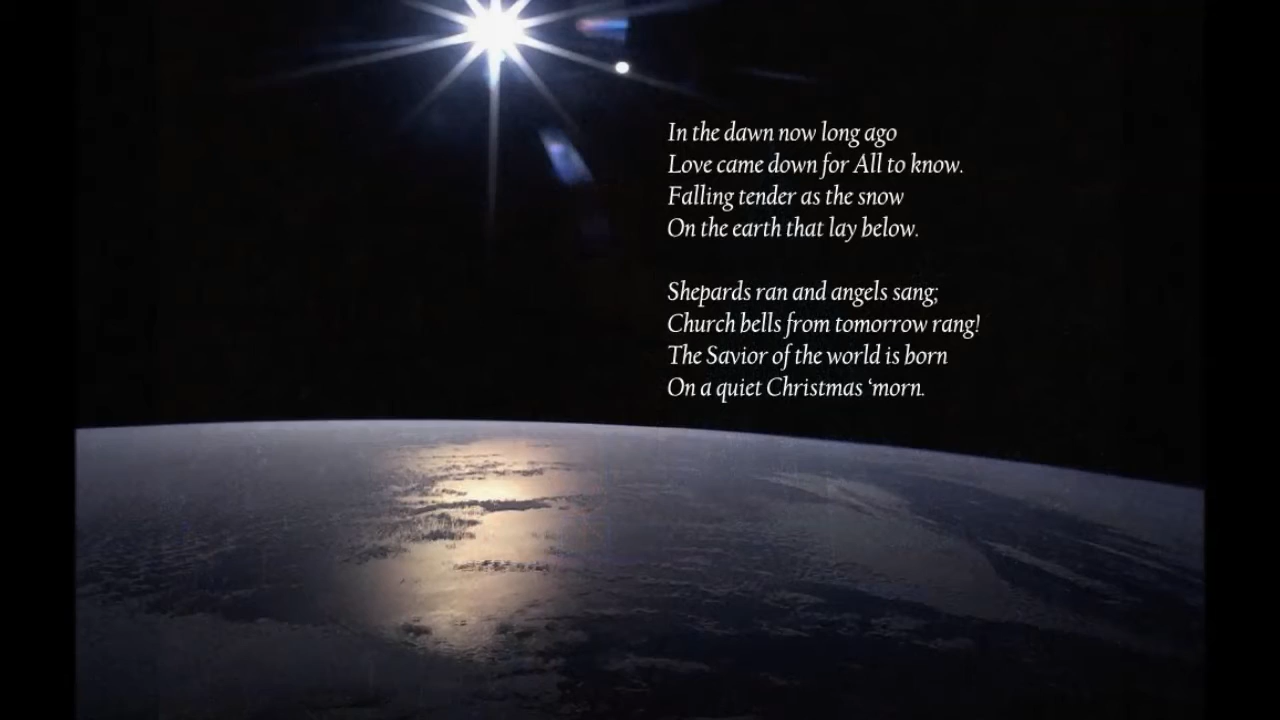 In the dawn now long ago
Love came down for All to know.
Falling tender as the snow
On the earth that lay below.
Shepards ran and angels sang;
Church bells from tomorrow rang!
The Savior of the world is born
On a quiet Christmas ‘morn.